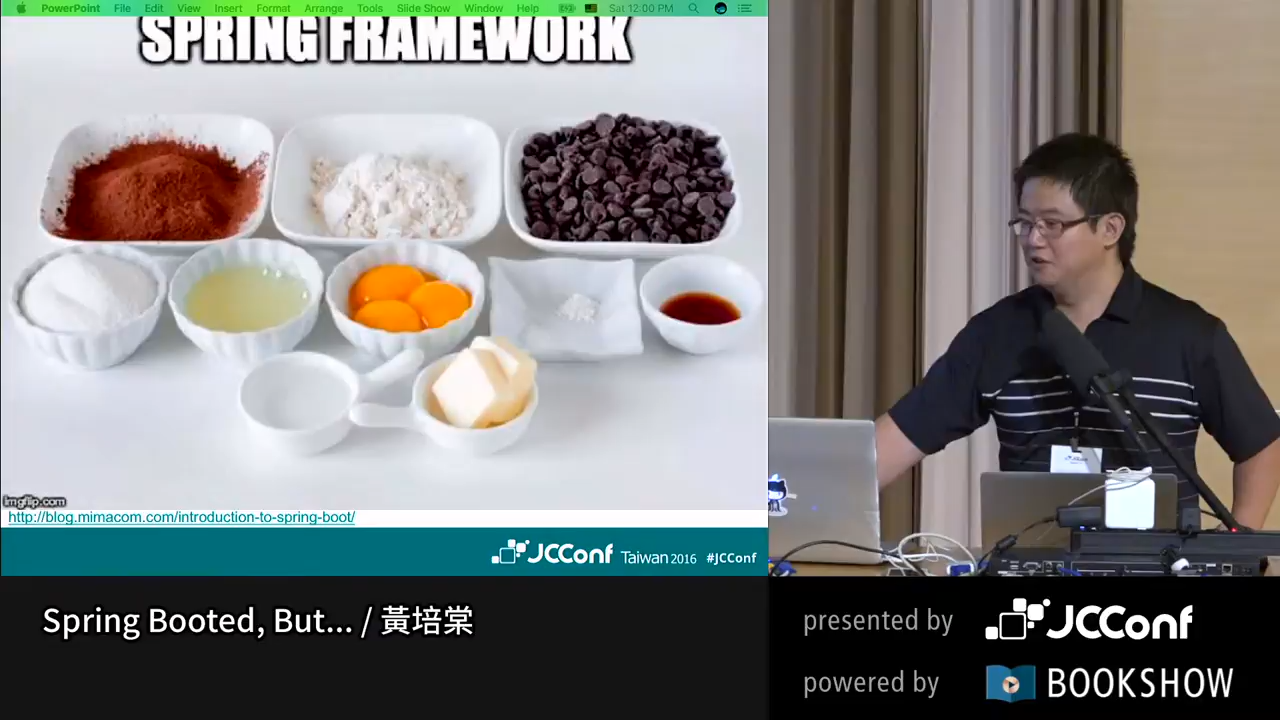 PowerPoint File Edit View Insert Format Arrange Tools Slide Show Window Help Sat 12:00 PM
SPRING FRAMEWORK
imgflip.com
http://blog.mimacom.com/introduction-to-spring-boot/
JCConf Taiwan 2016 #JCConf
Spring Booted, But... / 黃培棠
presented by JCConf
powered by BOOKSHOW